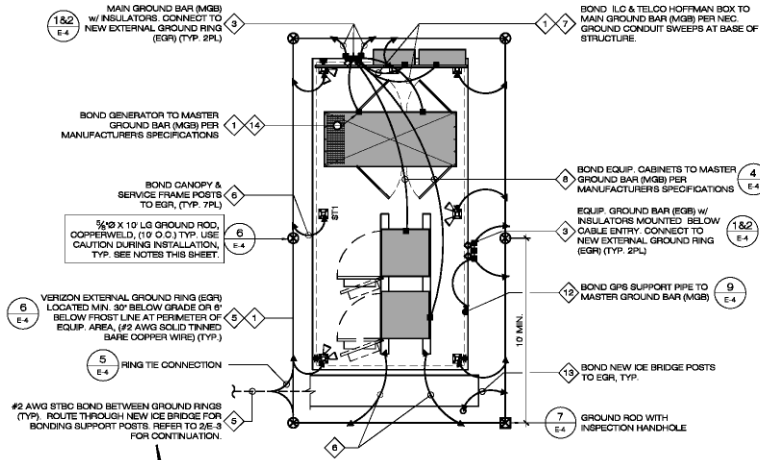 MAIN GROUND BAR (MGB)
W/ INSULATORS. CONNECT TO
NEW EXTERNAL GROUND RING
(EGR) (TYP. 2PL)
1&2
E-4
3
1
7
BOND ILC & TELCO HOFFMAN BOX TO
MAIN GROUND BAR (MGB) PER NEC.
GROUND CONDUIT SWEEPS AT BASE OF
STRUCTURE.
BOND GENERATOR TO MASTER
GROUND BAR (MGB) PER
MANUFACTURER'S SPECIFICATIONS
1
14
BOND CANOPY &
SERVICE FRAME POSTS
TO EGR, (TYP. 7PL)
6
⅝"Ø X 10' LG GROUND ROD,
COPPERWELD, (10' O.C.) TYP. USE
CAUTION DURING INSTALLATION,
TYP. SEE NOTES THIS SHEET.
6
E-4
6
E-4
VERIZON EXTERNAL GROUND RING (EGR)
LOCATED MIN. 30" BELOW GRADE OR 6"
BELOW FROST LINE AT PERIMETER OF
EQUIP. AREA, (#2 AWG SOLID TINNED
BARE COPPER WIRE) (TYP.)
5
1
5
E-4
RING TIE CONNECTION
#2 AWG STBC BOND BETWEEN GROUND RINGS
(TYP). ROUTE THROUGH NEW ICE BRIDGE FOR
BONDING SUPPORT POSTS. REFER TO 2/E-3
FOR CONTINUATION.
5
6
8
BOND EQUIP. CABINETS TO MASTER
GROUND BAR (MGB) PER
MANUFACTURER'S SPECIFICATIONS
4
E-4
3
EQUIP. GROUND BAR (EGB) w/
INSULATORS MOUNTED BELOW
CABLE ENTRY. CONNECT TO
NEW EXTERNAL GROUND RING
(EGR) (TYP. 2PL)
1&2
E-4
12
BOND GPS SUPPORT PIPE TO
MASTER GROUND BAR (MGB)
9
E-4
10' MIN.
13
BOND NEW ICE BRIDGE POSTS
TO EGR, TYP.
7
E-4
GROUND ROD WITH
INSPECTION HANDHOLE